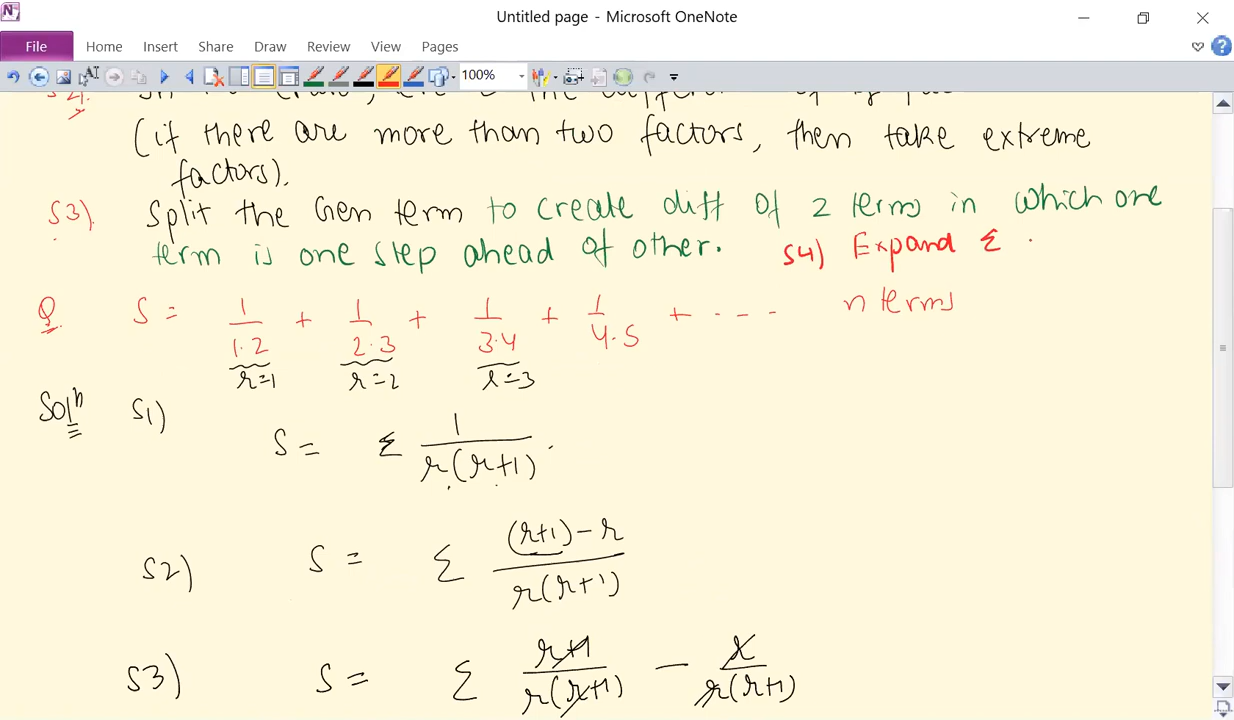 Untitled page - Microsoft OneNote
File Home Insert Share Draw Review View Pages
100%
(if there are more than two factors, then take extreme
factors).
S3). Split the Gen term to create diff of 2 terms in which one
term is one step ahead of other. S4) Expand Σ
Q. S = 1/1·2 + 1/2·3 + 1/3·4 + 1/4·5 + ... n terms
r=1 r=2 r=3
Solⁿ S1)
S = Σ 1/r(r+1)
S2) S = Σ (r+1)-r/r(r+1)
S3) S = Σ r+1/r(r+1) - r/r(r+1)